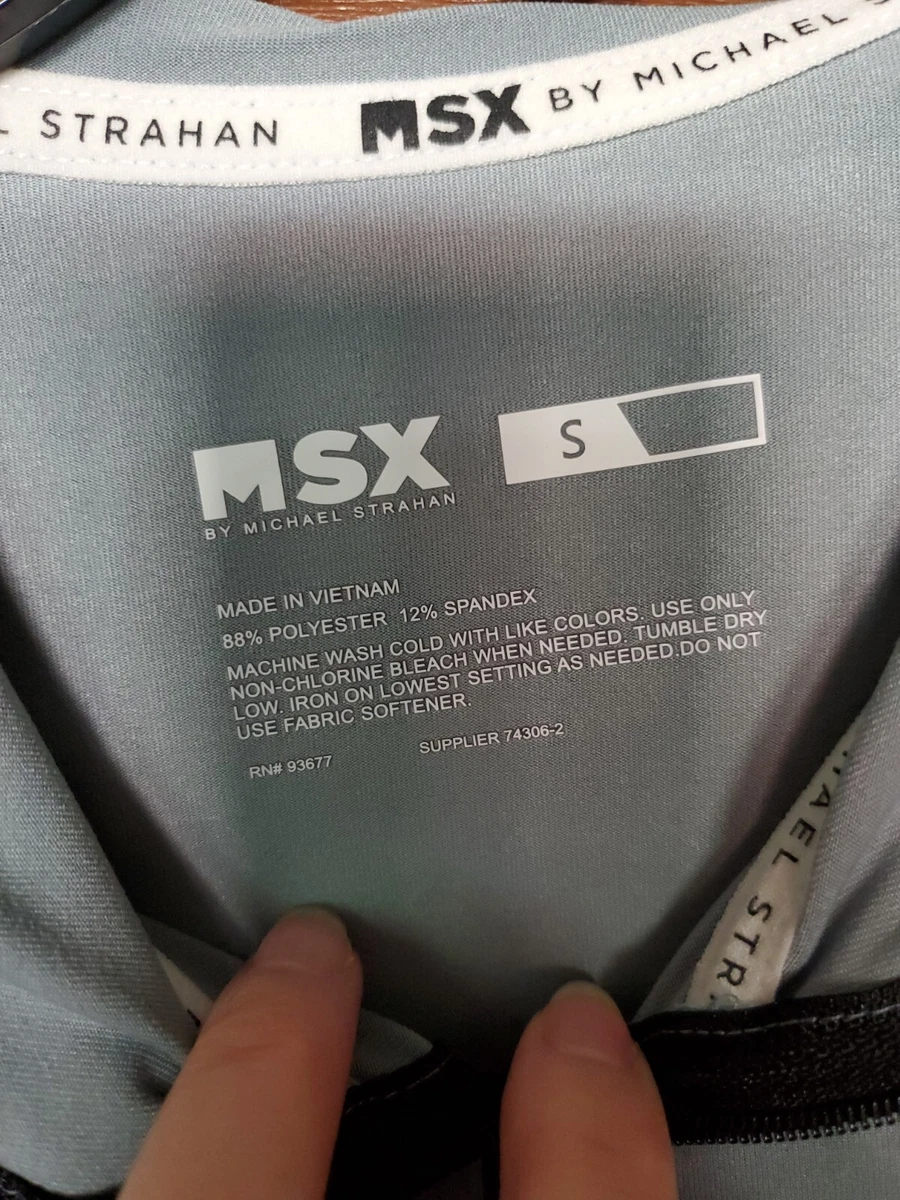 L STRAHAN MSX BY MICHAEL S
MSX
BY MICHAEL STRAHAN
S
MADE IN VIETNAM
88% POLYESTER 12% SPANDEX
MACHINE WASH COLD WITH LIKE COLORS. USE ONLY
NON-CHLORINE BLEACH WHEN NEEDED. TUMBLE DRY
LOW. IRON ON LOWEST SETTING AS NEEDED.DO NOT
USE FABRIC SOFTENER.
RN# 93677 SUPPLIER 74306-2
AEL STR